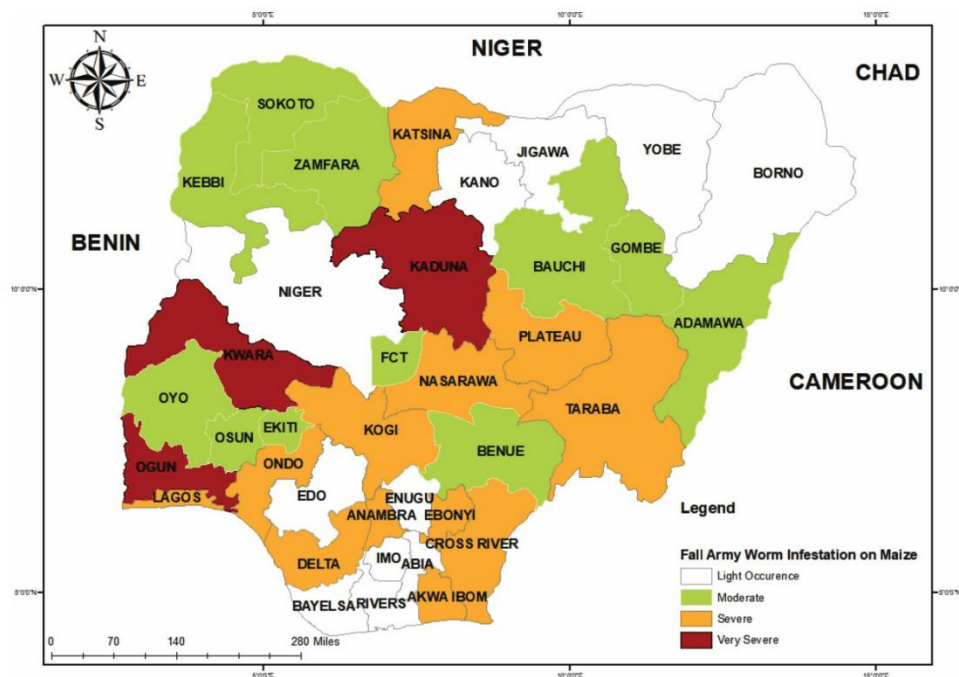 NIGER
CHAD
BENIN
CAMEROON
N
W E
S
5°0'0"E 10°0'0"E 15°0'0"E
10°0'0"N 10°0'0"N
5°0'0"N 5°0'0"N
SOKOTO
KATSINA
ZAMFARA
KEBBI
JIGAWA
YOBE
BORNO
KANO
KADUNA
BAUCHI
GOMBE
NIGER
ADAMAWA
PLATEAU
KWARA
FCT
NASARAWA
OYO
TARABA
OSUN
EKITI
KOGI
BENUE
OGUN
ONDO
LAGOS
EDO
ENUGU
ANAMBRA
EBONYI
CROSS RIVER
DELTA
IMO
ABIA
AKWA IBOM
BAYELSA
RIVERS
Legend
Fall Army Worm Infestation on Maize
Light Occurence
Moderate
Severe
Very Severe
0 70 140 280 Miles
5°0'0"E 10°0'0"E 15°0'0"E